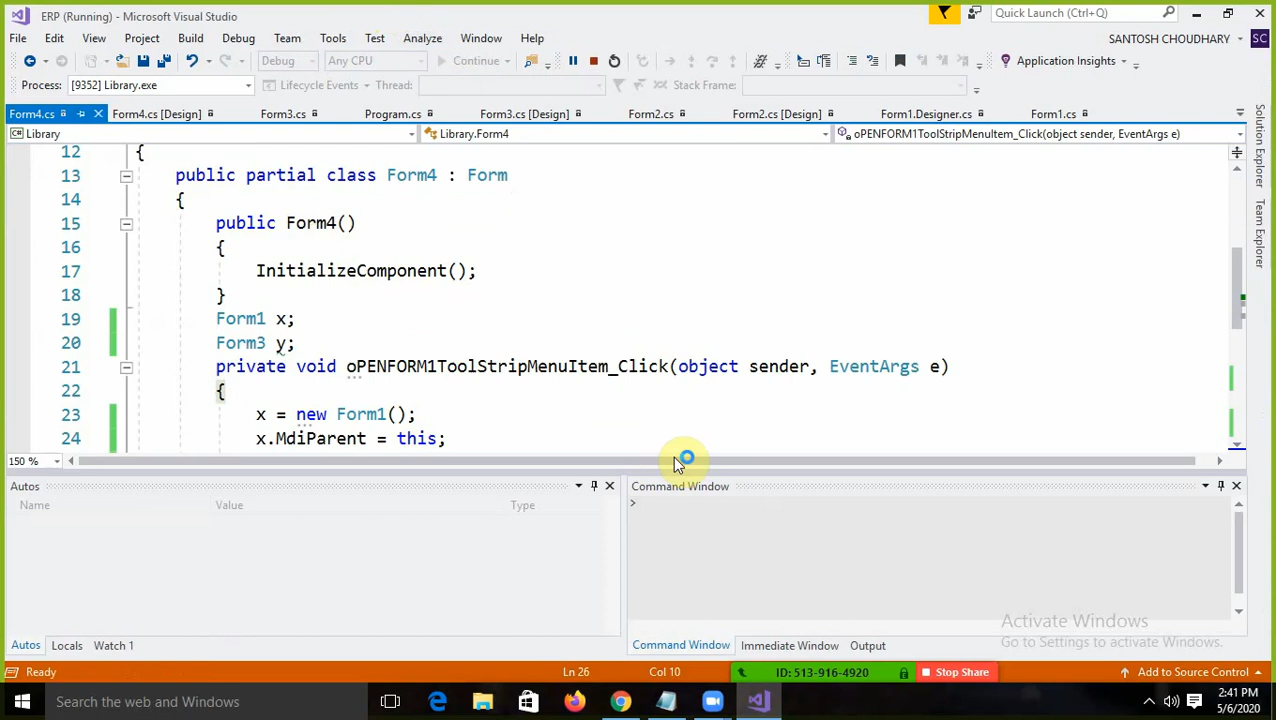 ERP (Running) - Microsoft Visual Studio
Quick Launch (Ctrl+Q)
File Edit View Project Build Debug Team Tools Test Analyze Window Help
SANTOSH CHOUDHARY SC
Debug Any CPU Continue Application Insights
Process: [9352] Library.exe Lifecycle Events Thread: Stack Frame:
Form4.cs Form4.cs [Design] Form3.cs Program.cs Form3.cs [Design] Form2.cs Form2.cs [Design] Form1.Designer.cs Form1.cs
Library Library.Form4 oPENFORM1ToolStripMenuItem_Click(object sender, EventArgs e)
12 {
13 public partial class Form4 : Form
14 {
15 public Form4()
16 {
17 InitializeComponent();
18 }
19 Form1 x;
20 Form3 y;
21 private void oPENFORM1ToolStripMenuItem_Click(object sender, EventArgs e)
22 {
23 x = new Form1();
24 x.MdiParent = this;
150 %
Solution Explorer
Team Explorer
Autos
Name Value Type
Command Window
>
Autos Locals Watch 1
Command Window Immediate Window Output
Activate Windows
Go to Settings to activate Windows.
Ready Ln 26 Col 10 ID: 513-916-4920 Stop Share Add to Source Control
Search the web and Windows
2:41 PM
5/6/2020